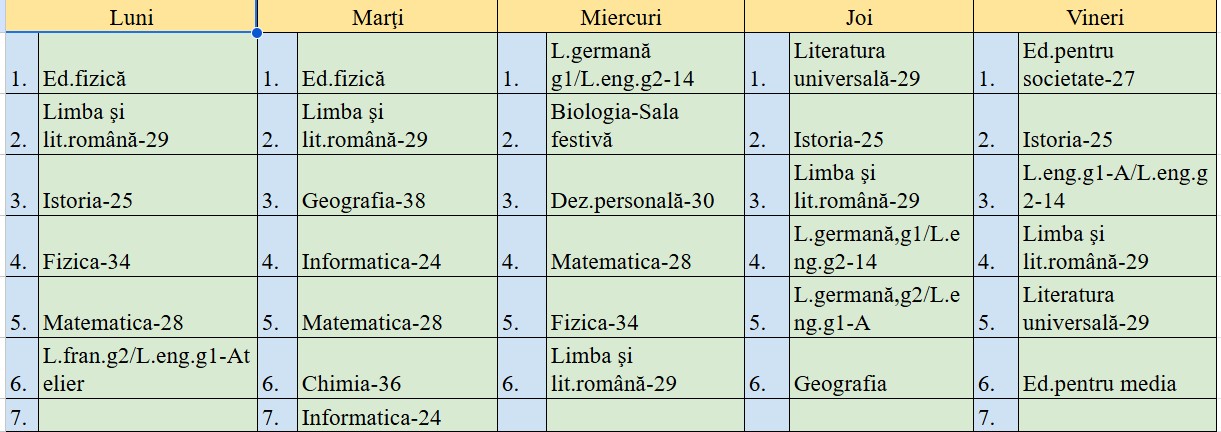 Luni Marţi Miercuri Joi Vineri
1. Ed.fizică 1. Ed.fizică 1. L.germană
g1/L.eng.g2-14 1. Literatura
universală-29 1. Ed.pentru
societate-27
2. Limba şi
lit.română-29 2. Limba şi
lit.română-29 2. Biologia-Sala
festivă 2. Istoria-25 2. Istoria-25
3. Istoria-25 3. Geografia-38 3. Dez.personală-30 3. Limba şi
lit.română-29 3. L.eng.g1-A/L.eng.g
2-14
4. Fizica-34 4. Informatica-24 4. Matematica-28 4. L.germană,g1/L.e
ng.g2-14 4. Limba şi
lit.română-29
5. Matematica-28 5. Matematica-28 5. Fizica-34 5. L.germană,g2/L.e
ng.g1-A 5. Literatura
universală-29
6. L.fran.g2/L.eng.g1-At
elier 6. Chimia-36 6. Limba şi
lit.română-29 6. Geografia 6. Ed.pentru media
7. 7. Informatica-24 7.